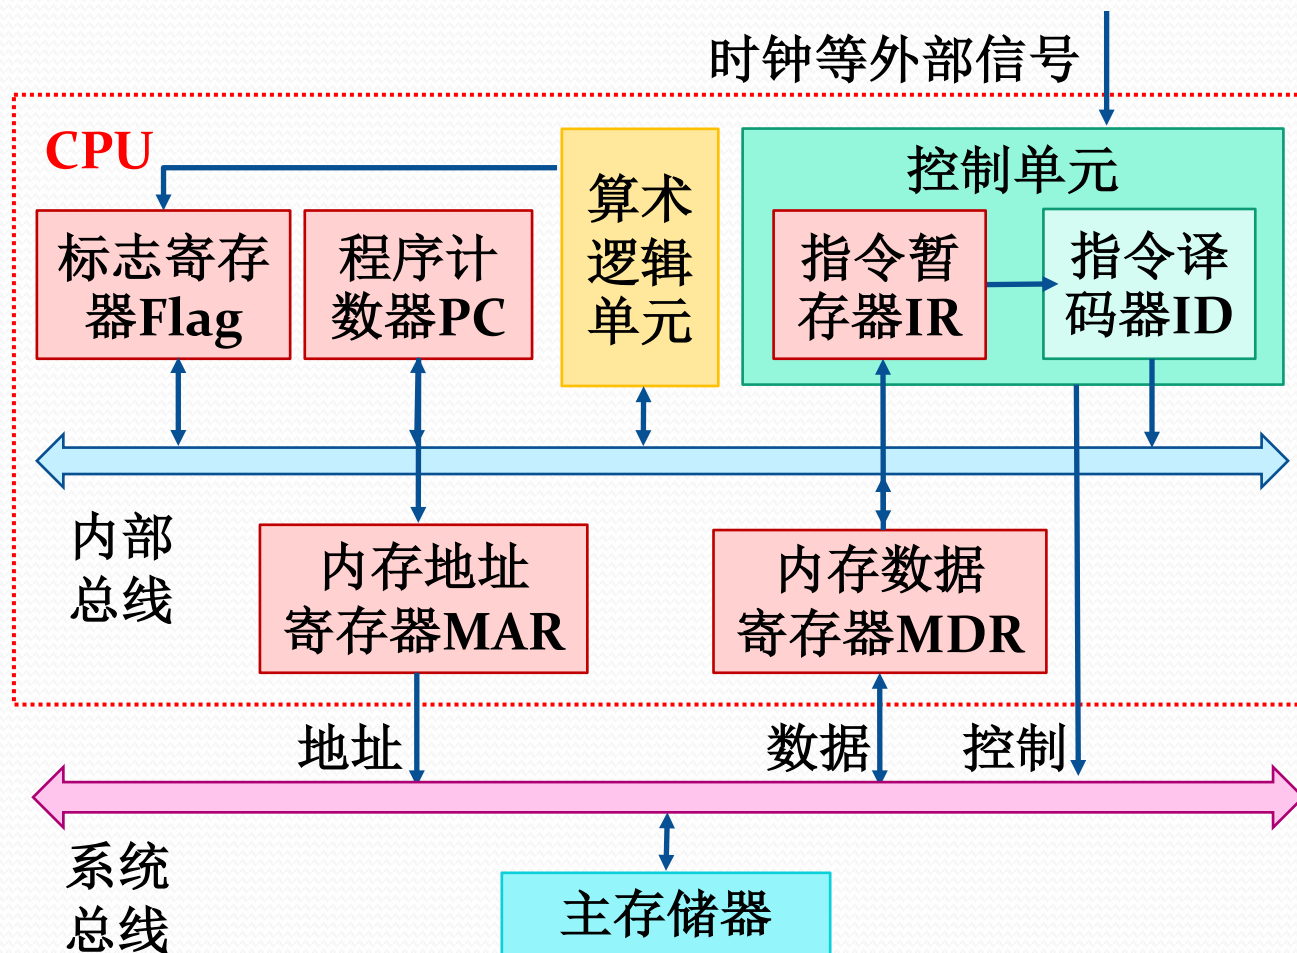 时钟等外部信号
CPU
标志寄存
器Flag
程序计
数器PC
算术
逻辑
单元
控制单元
指令暂
存器IR
指令译
码器ID
内部
总线
内存地址
寄存器MAR
内存数据
寄存器MDR
地址
数据
控制
系统
总线
主存储器